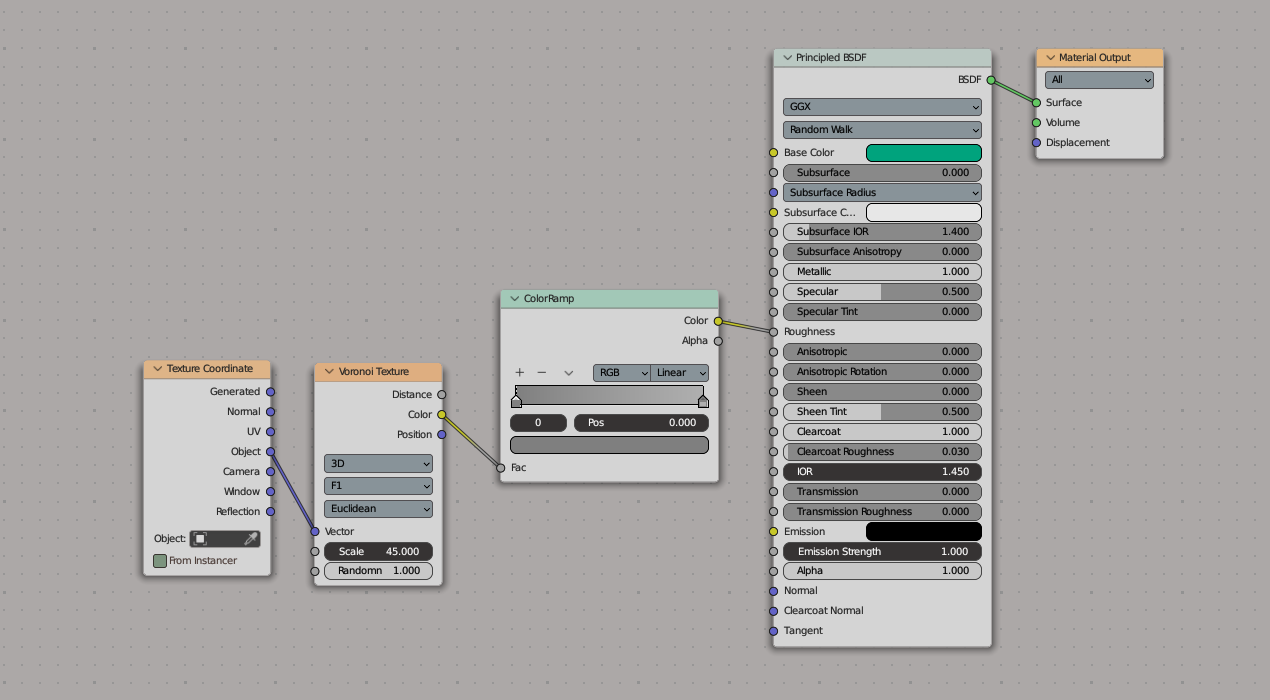 Principled BSDF
BSDF
GGX
Random Walk
Base Color
Subsurface 0.000
Subsurface Radius
Subsurface C...
Subsurface IOR 1.400
Subsurface Anisotropy 0.000
Metallic 1.000
Specular 0.500
Specular Tint 0.000
Roughness
Anisotropic 0.000
Anisotropic Rotation 0.000
Sheen 0.000
Sheen Tint 0.500
Clearcoat 1.000
Clearcoat Roughness 0.030
IOR 1.450
Transmission 0.000
Transmission Roughness 0.000
Emission
Emission Strength 1.000
Alpha 1.000
Normal
Clearcoat Normal
Tangent
Material Output
All
Surface
Volume
Displacement
ColorRamp
Color
Alpha
RGB Linear
0 Pos 0.000
Fac
Texture Coordinate
Generated
Normal
UV
Object
Camera
Window
Reflection
Object:
From Instancer
Voronoi Texture
Distance
Color
Position
3D
F1
Euclidean
Vector
Scale 45.000
Randomn 1.000